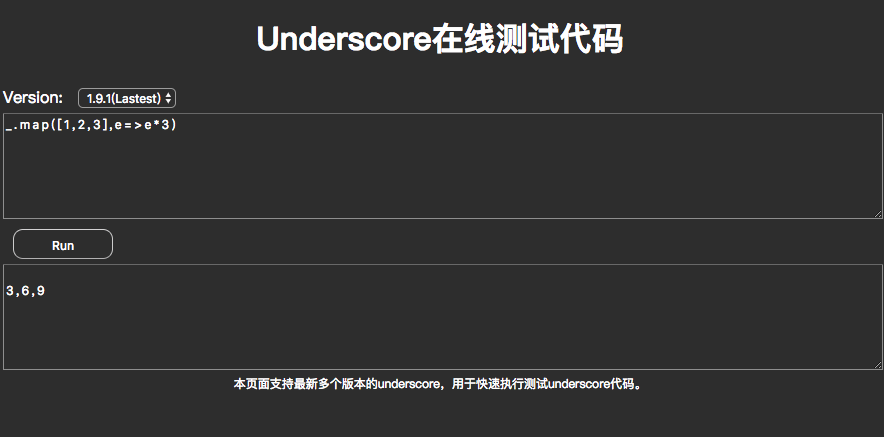 Underscore在线测试代码
Version: 1.9.1(Lastest)
_.map([1,2,3],e=>e*3)
Run
3,6,9
本页面支持最新多个版本的underscore，用于快速执行测试underscore代码。